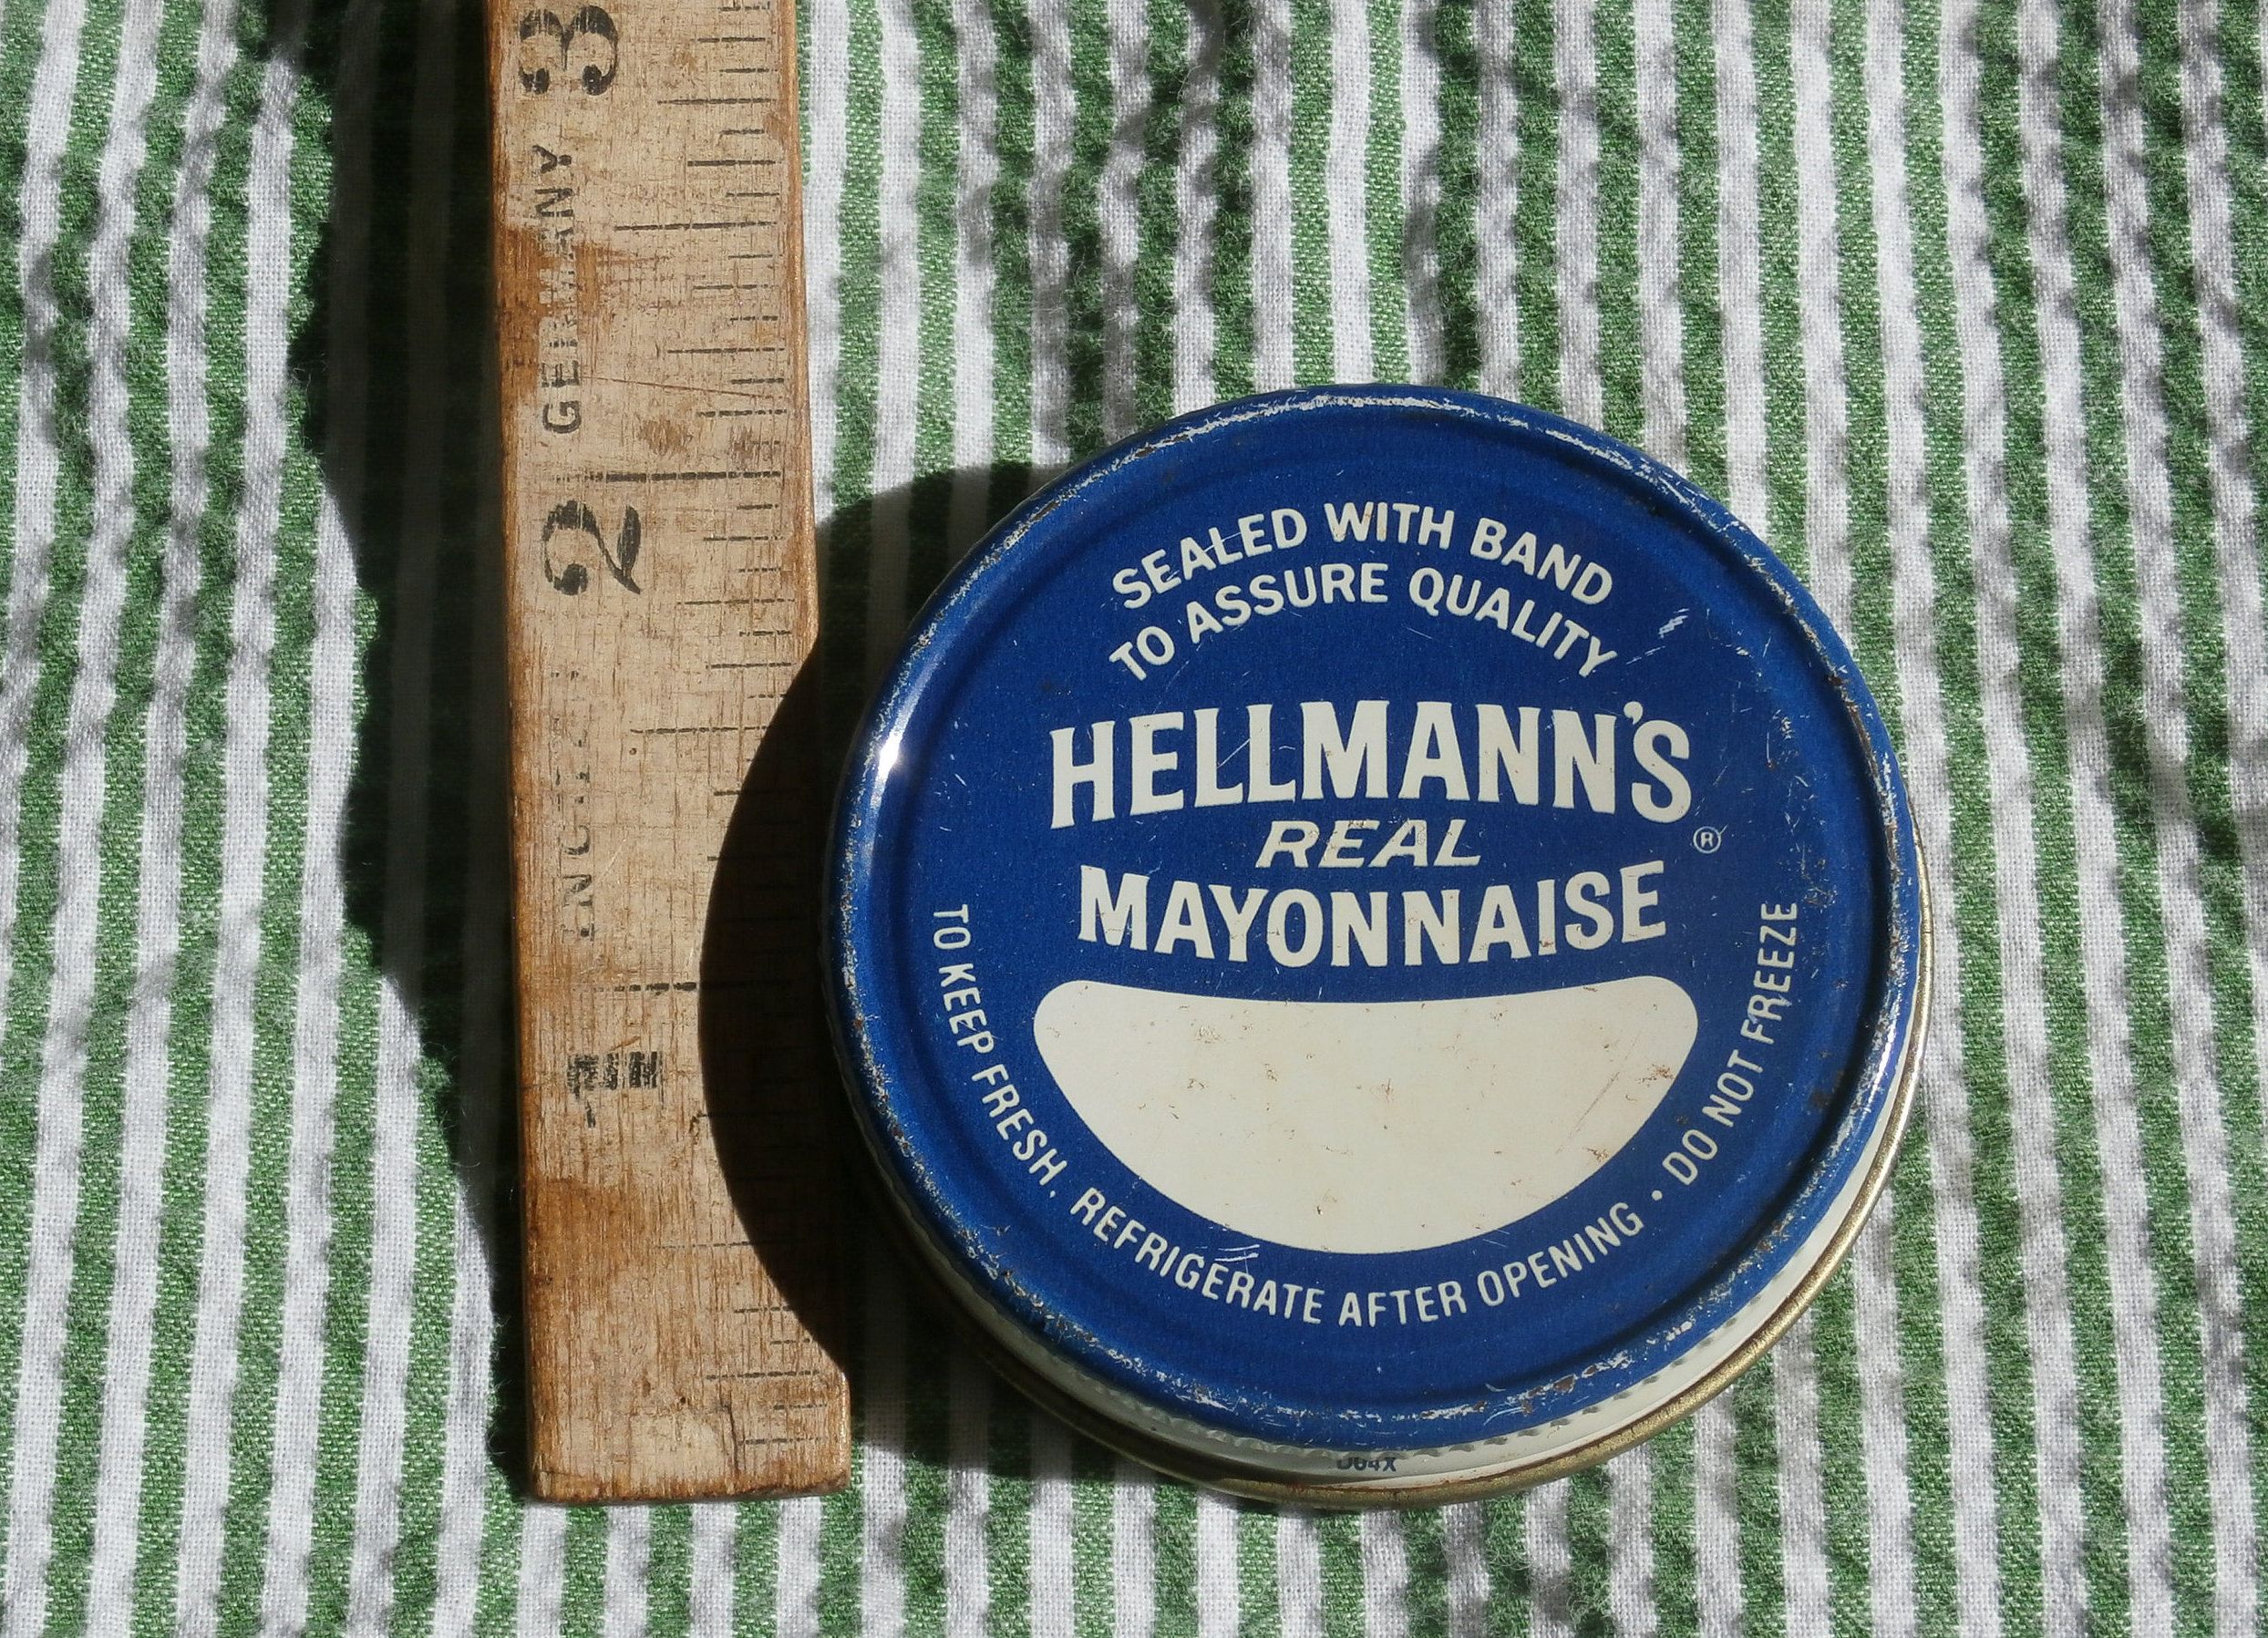 3
GERMANY
2
SEALED WITH BAND
TO ASSURE QUALITY
HELLMANN'S
REAL
®
MAYONNAISE
TO KEEP FRESH, REFRIGERATE AFTER OPENING • DO NOT FREEZE